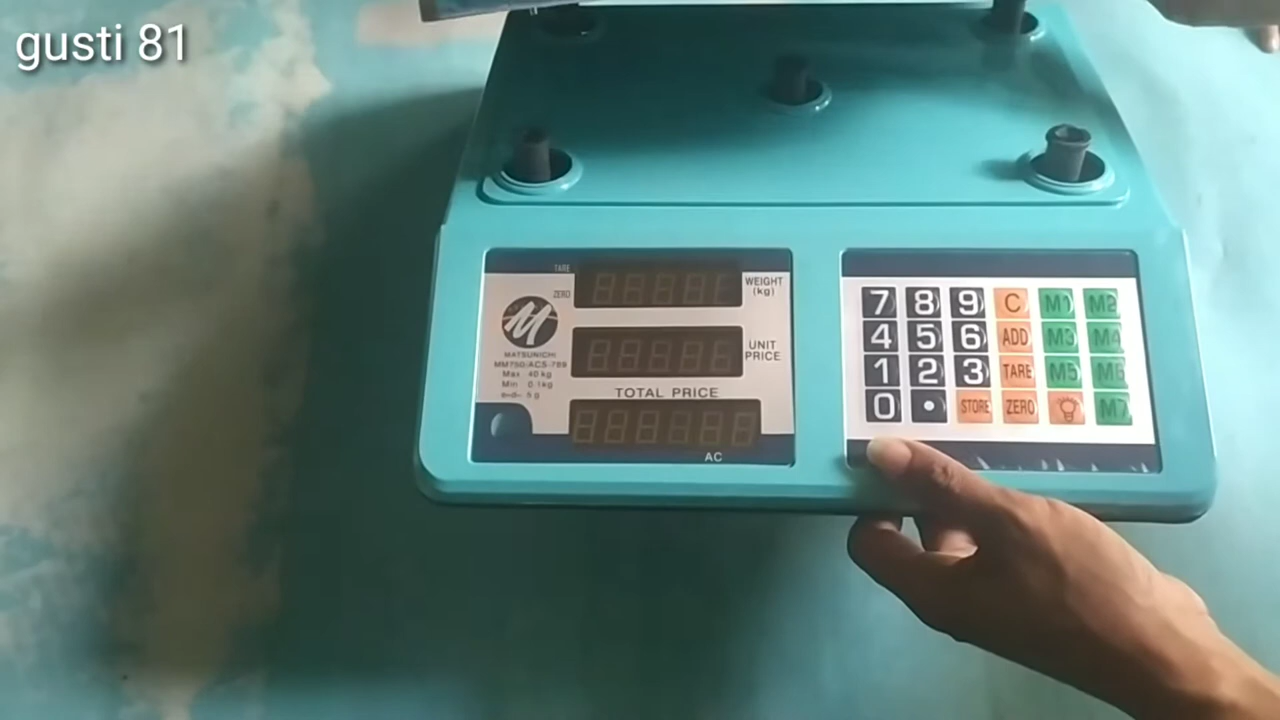 gusti 81
TARE
ZERO
WEIGHT
(kg)
M
MATSUNICHI
MM750/ACS-789
Max 40 kg
Min 0.1kg
e=d= 5 g
UNIT
PRICE
TOTAL PRICE
AC
7 8 9 C M1 M2
4 5 6 ADD M3 M4
1 2 3 TARE M5 M6
0 • STORE ZERO M7